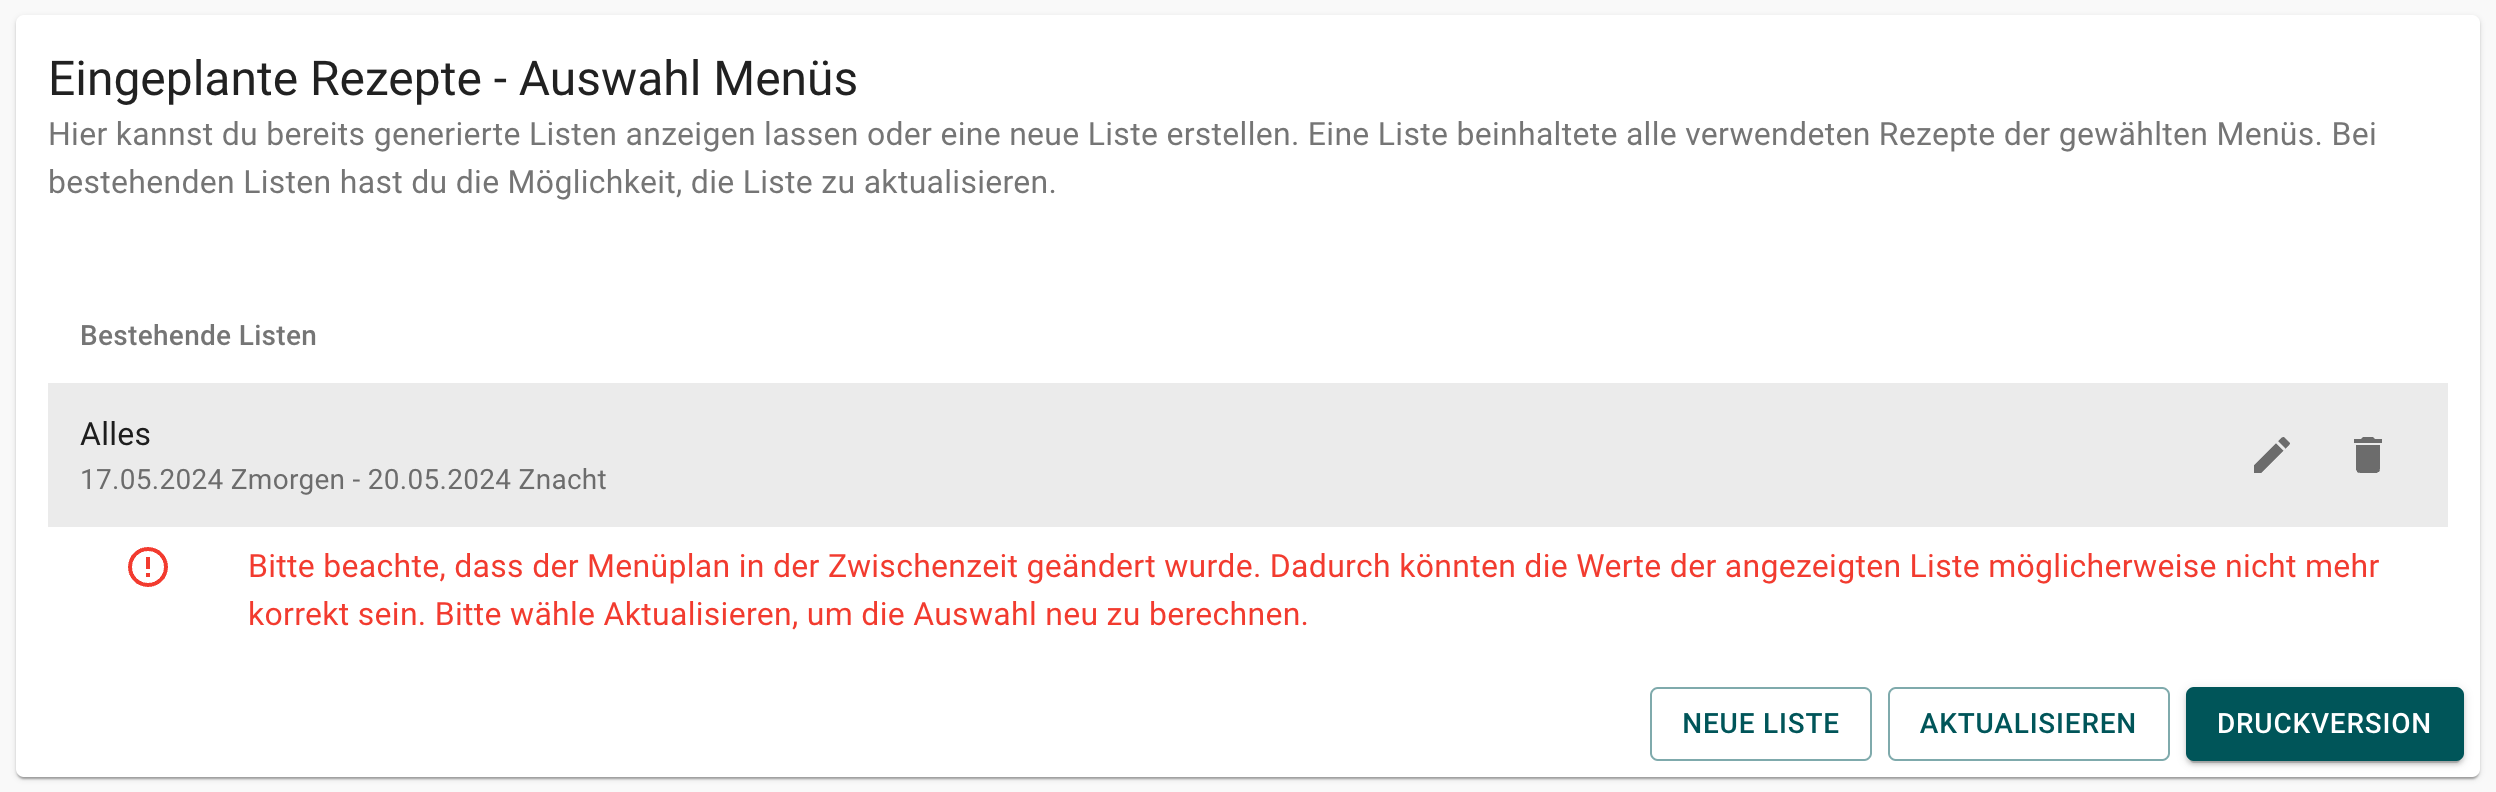 Eingeplante Rezepte - Auswahl Menüs
Hier kannst du bereits generierte Listen anzeigen lassen oder eine neue Liste erstellen. Eine Liste beinhaltete alle verwendeten Rezepte der gewählten Menüs. Bei
bestehenden Listen hast du die Möglichkeit, die Liste zu aktualisieren.
Bestehende Listen
Alles
17.05.2024 Zmorgen - 20.05.2024 Znacht
Bitte beachte, dass der Menüplan in der Zwischenzeit geändert wurde. Dadurch könnten die Werte der angezeigten Liste möglicherweise nicht mehr
korrekt sein. Bitte wähle Aktualisieren, um die Auswahl neu zu berechnen.
NEUE LISTE
AKTUALISIEREN
DRUCKVERSION